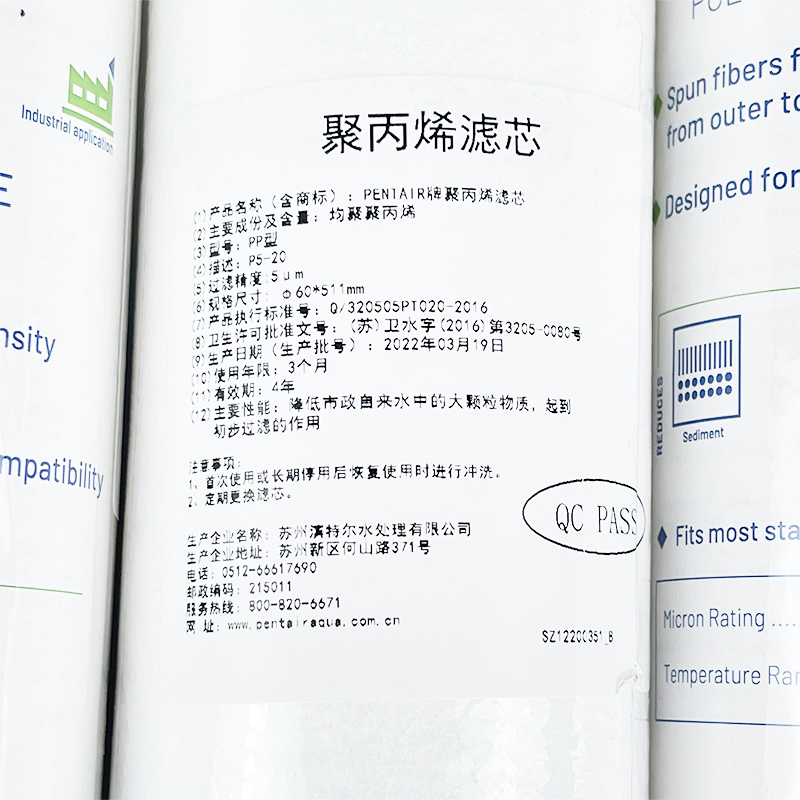 Industrial application
E
nsity
mpatibility
聚丙烯滤芯
(1)产品名称（含商标）：PENTAIR牌聚丙烯滤芯
(2)主要成份及含量：均聚聚丙烯
(3)型号：PP型
(4)描述：P5-20
(5)过滤精度:5μm
(6)规格尺寸：Φ60*511mm
(7)产品执行标准号：Q/320505PT020-2016
(8)卫生许可批准文号：(苏)卫水字(2016)第3205-0080号
(9)生产日期（生产批号）：2022年03月19日
(10)使用年限：3个月
(11)有效期：4年
(12)主要性能：降低市政自来水中的大颗粒物质，起到
初步过滤的作用
注意事项：
1、首次使用或长期停用后恢复使用时进行冲洗。
2、定期更换滤芯。
生产企业名称：苏州滨特尔水处理有限公司
生产企业地址：苏州新区何山路371号
电话：0512-66617690
邮政编码：215011
服务热线：800-820-6671
网 址：www.pentairaqua.com.cn
QC PASS
SZ12200351_B
Spun fibers f
from outer to
Designed for
REDUCES
Sediment
Fits most sta
Micron Rating .....
Temperature Ran